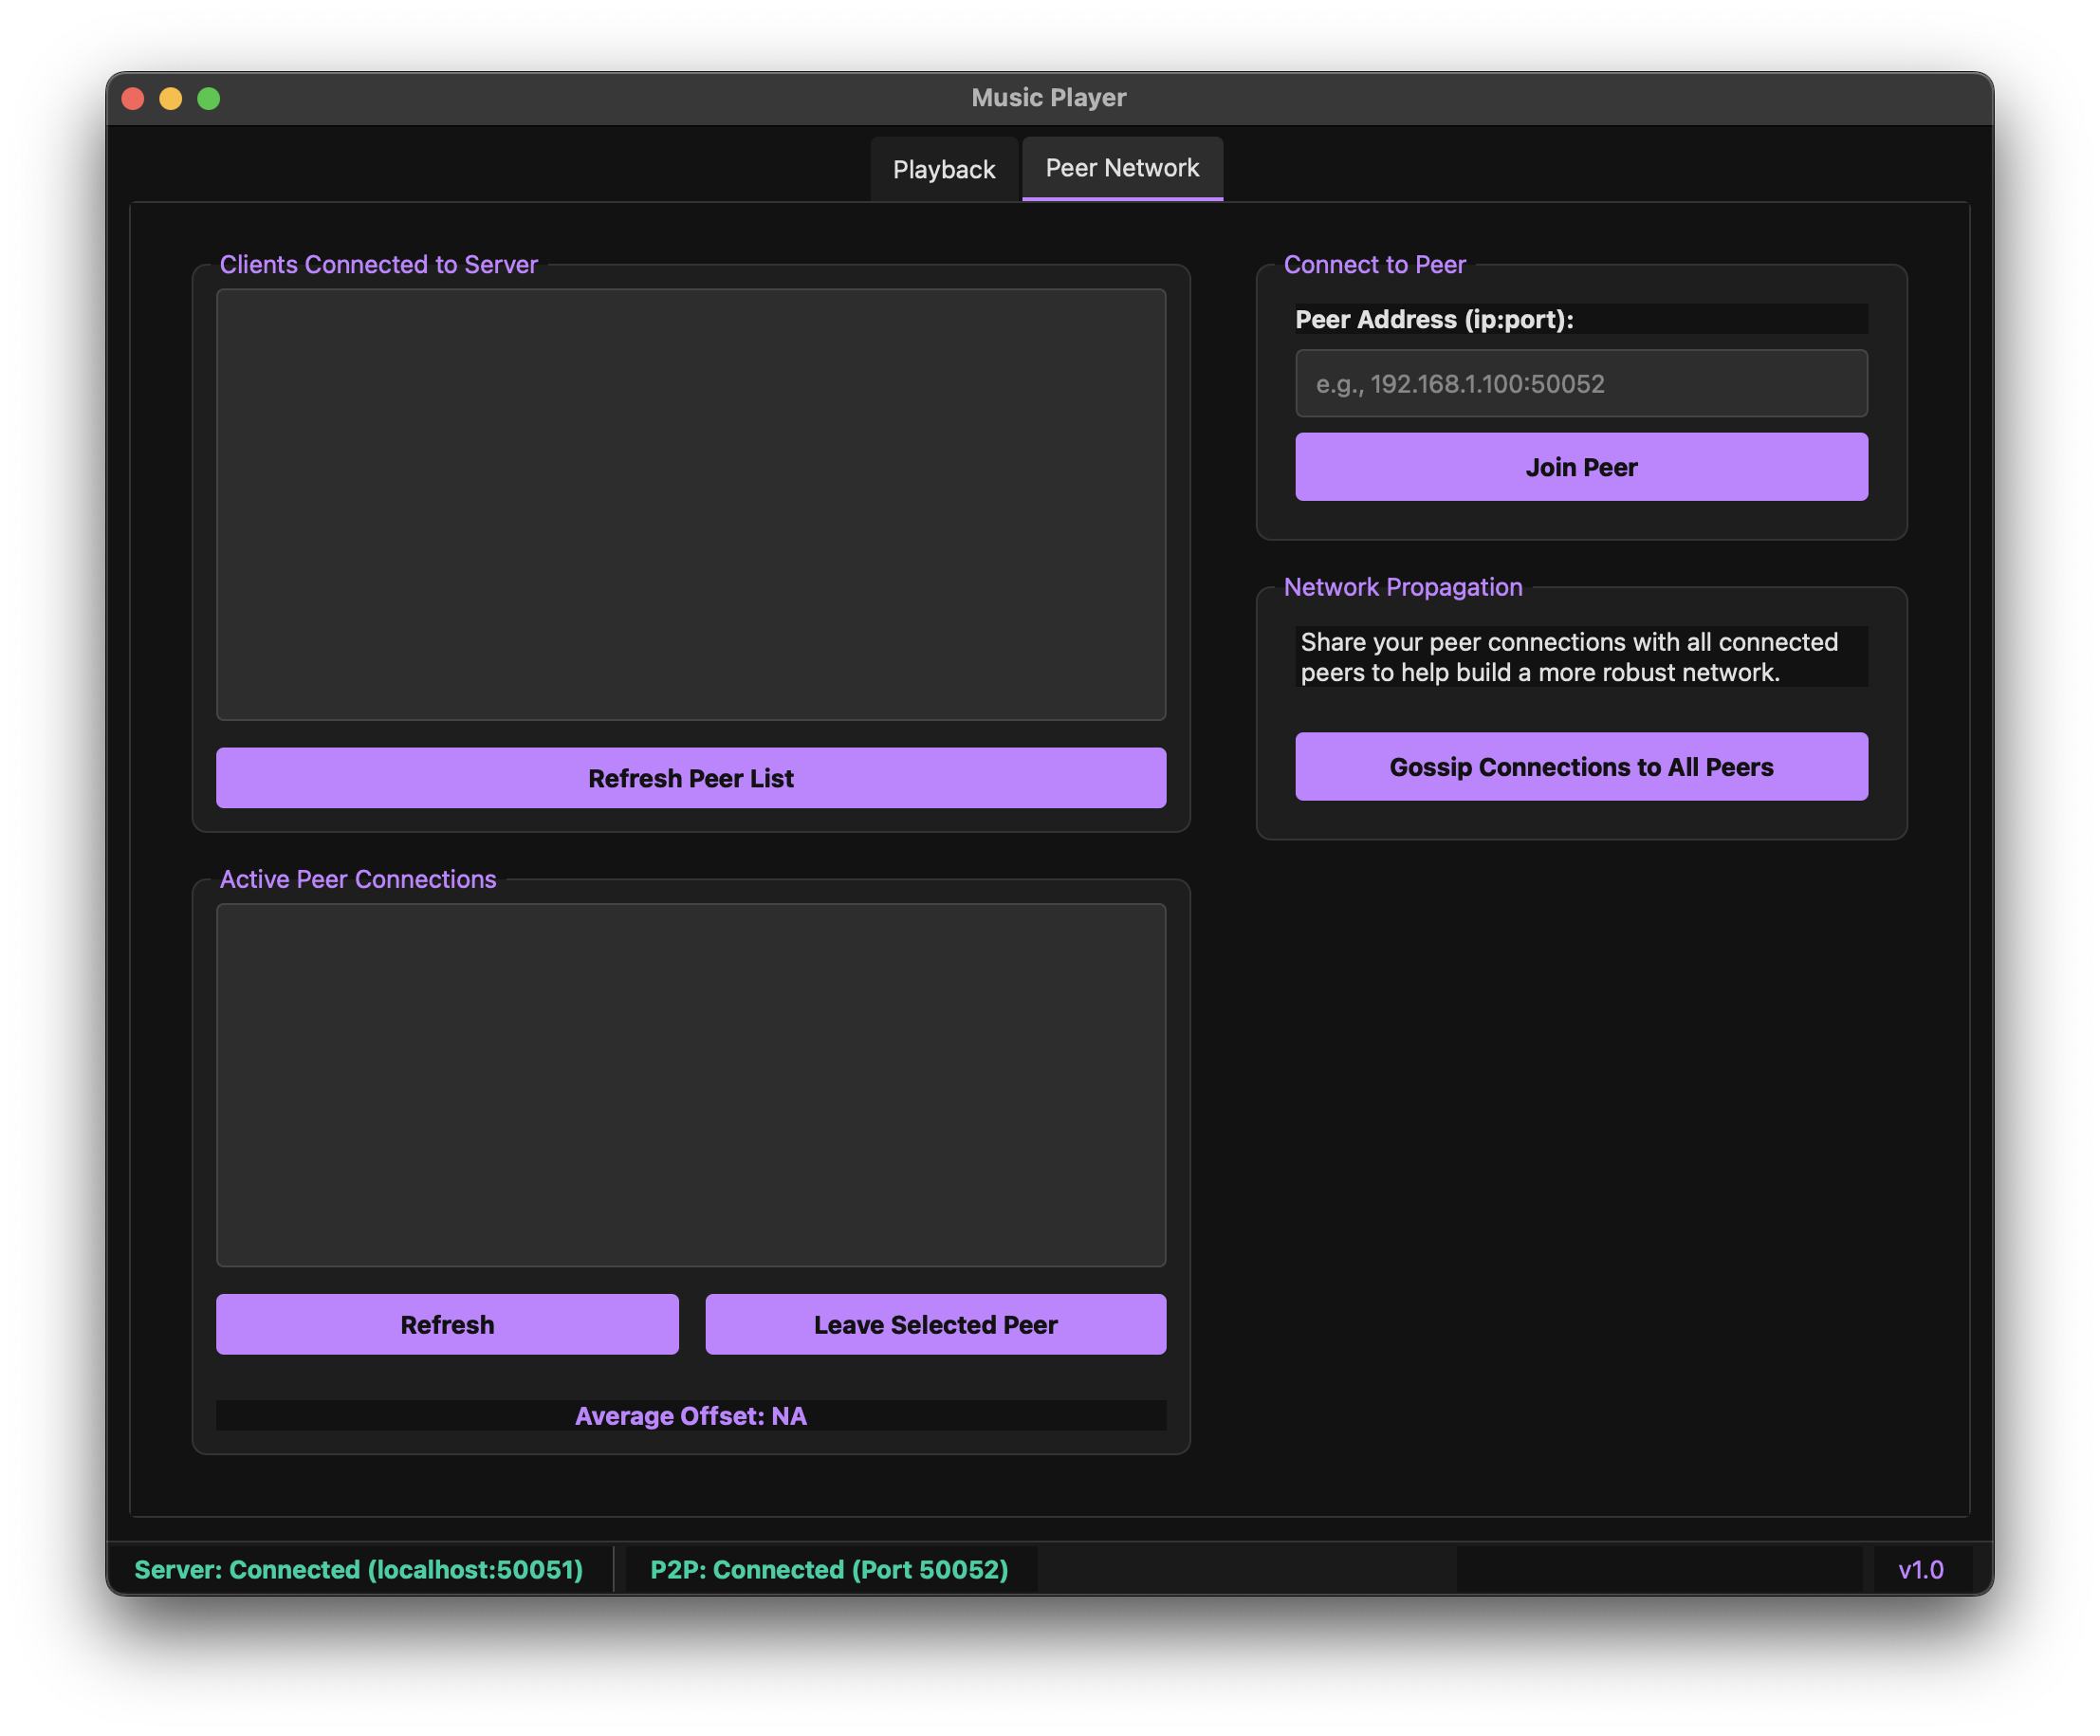 Music Player
Playback
Peer Network
Clients Connected to Server
Refresh Peer List
Active Peer Connections
Refresh
Leave Selected Peer
Average Offset: NA
Connect to Peer
Peer Address (ip:port):
e.g., 192.168.1.100:50052
Join Peer
Network Propagation
Share your peer connections with all connected
peers to help build a more robust network.
Gossip Connections to All Peers
Server: Connected (localhost:50051)
P2P: Connected (Port 50052)
v1.0